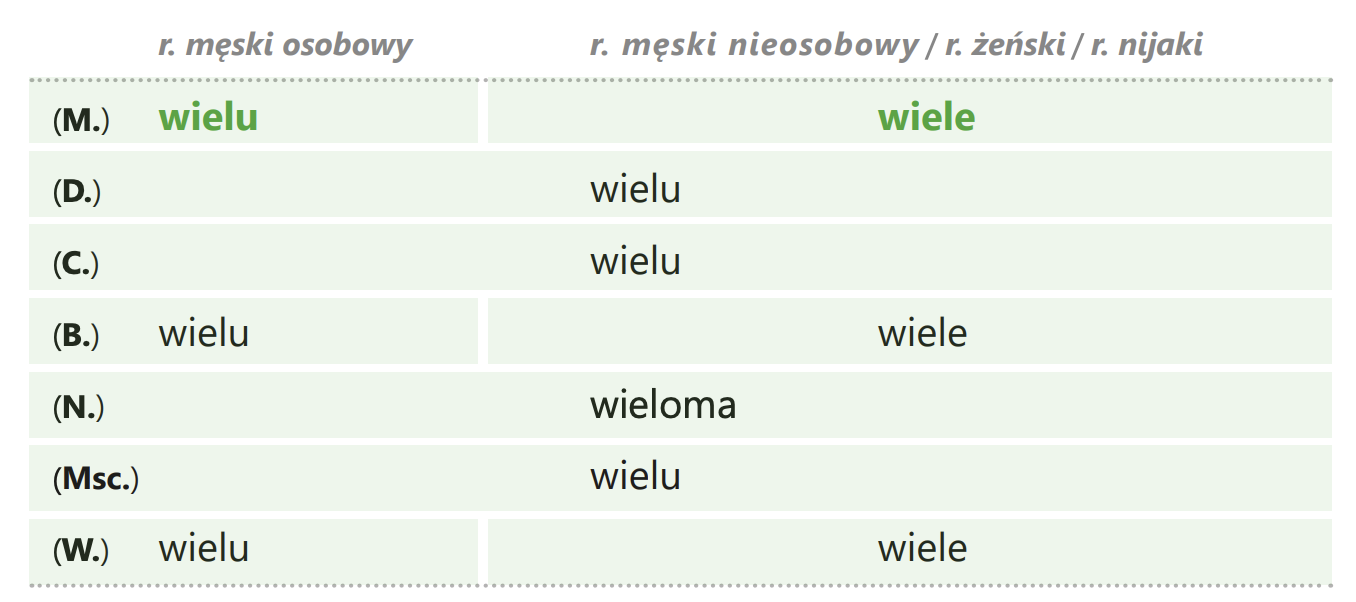 r. męski osobowy r. męski nieosobowy / r. żeński / r. nijaki
(M.) wielu wiele
(D.) wielu
(C.) wielu
(B.) wielu wiele
(N.) wieloma
(Msc.) wielu
(W.) wielu wiele